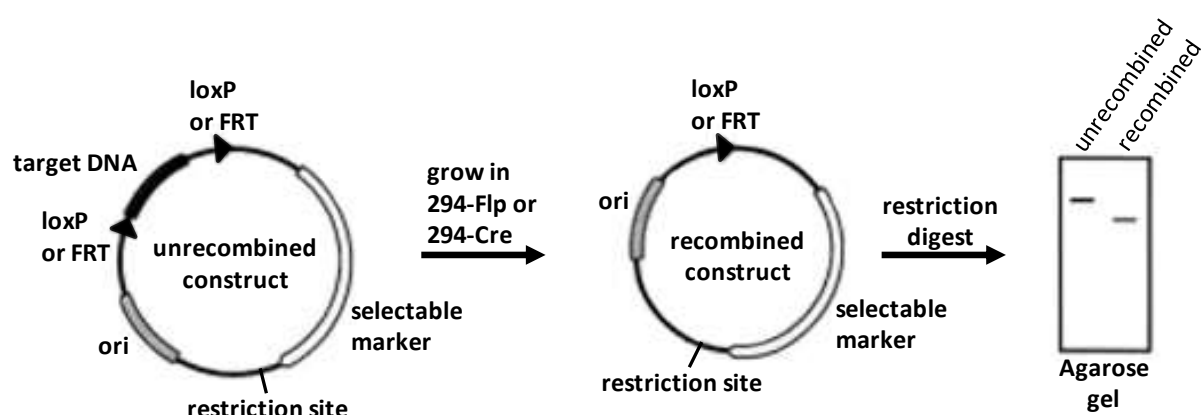 loxP
or FRT
target DNA
loxP
or FRT
unrecombined
construct
ori
selectable
marker
restriction site
grow in
294-Flp or
294-Cre
loxP
or FRT
ori
recombined
construct
selectable
marker
restriction site
restriction
digest
unrecombined
recombined
Agarose
gel